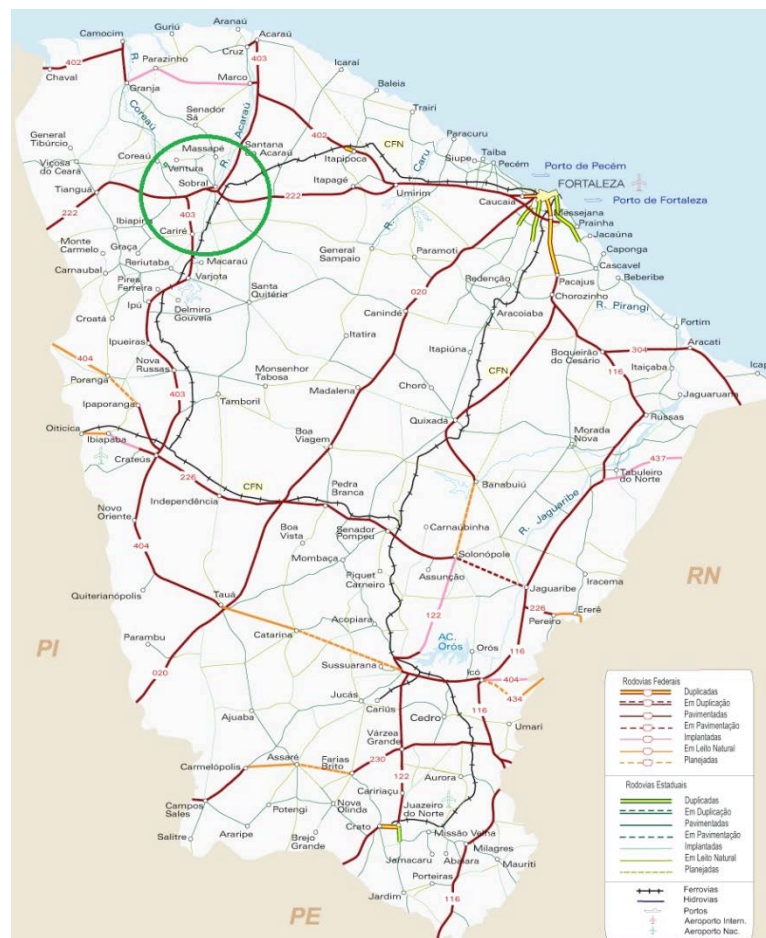 Aranaú
Camocim
Guriú
Acaraú
402
R.
Parazinho
Cruz
403
Icaraí
Chaval
Granja
Marco
Baleia
Senador
Sá
R. Acaraú
Trairi
Coreaú
402
Paracuru
General
Tibúrcio
Coreaú
Massapê
Santana
do Acaraú
CFN
R. Caru
Taíba
Siupe
Pecém
Viçosa
do Ceará
Ventura
Itapipoca
Porto de Pecém
Tianguá
Sobral
Itapagé
Umirim
FORTALEZA
Caucaia
Porto de Fortaleza
222
403
222
Messejana
Prainha
Ibiapina
Cariré
Jacaúna
Monte
Carmelo
Graça
General
Sampaio
Paramoti
Caponga
Carnaubal
Reriutaba
Macaraú
Cascavel
Pires
Ferreira
Varjota
Santa
Quitéria
020
Redenção
Pacajus
Beberibe
Croatá
Ipú
Delmiro
Gouvela
Canindé
Aracoiaba
Chorozinho
R. Pirangi
Ipueiras
Itatira
Fortim
404
Nova
Russas
Monsenhor
Tabosa
Itapiúna
Boqueirão
do Cesário
304
Aracati
Poranga
CFN
116
Itaiçaba
Icap
Ipaporanga
403
Tamboril
Madalena
Choró
Jaguaruana
Oiticica
Ibiapaba
Quixadá
Russas
Boa
Viagem
Morada
Nova
437
Crateús
226
CFN
Pedra
Branca
Banabuiú
Tabuleiro
do Norte
Independência
R. Jaguaribe
Novo
Oriente
Boa
Vista
Senador
Pompeu
Carnaúbinha
404
Mombaça
Solonópole
RN
Quiterianópolis
Piquet
Carneiro
Assunção
Jaguaribe
Iracema
Tauá
122
226
Ererê
Pereiro
PI
Parambu
Catarina
Acopiara
AC.
Orós
Orós
116
020
Sussuarana
Icó
404
Jucás
Cariús
434
Ajuaba
Cedro
116
Umari
Várzea
Grande
Carmelópolis
Assaré
Farias
Brito
230
122
Aurora
Campos
Sales
Potengi
Nova
Olinda
Caririaçu
Juazeiro
do Norte
Salitre
Araripe
Brejo
Grande
Crato
Missão Velha
Milagres
Jamacaru
Abaiara
Mauriti
Porteiras
Jardim
116
PE
Rodovias Federais
Duplicadas
Em Duplicação
Pavimentadas
Em Pavimentação
Implantadas
Em Leito Natural
Planejadas
Rodovias Estaduais
Duplicadas
Em Duplicação
Pavimentadas
Em Pavimentação
Implantadas
Em Leito Natural
Planejadas
Ferrovias
Hidrovias
Portos
Aeroporto Intern.
Aeroporto Nac.